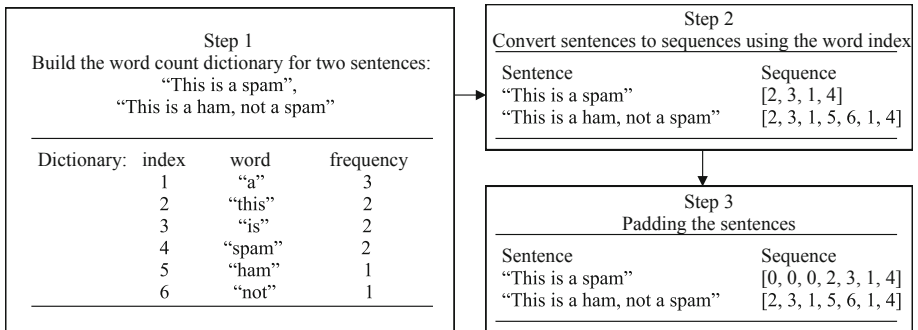 Step 1
Build the word count dictionary for two sentences:
“This is a spam”,
“This is a ham, not a spam”
Dictionary: index word frequency
1 “a” 3
2 “this” 2
3 “is” 2
4 “spam” 2
5 “ham” 1
6 “not” 1
Step 2
Convert sentences to sequences using the word index
Sentence Sequence
“This is a spam” [2, 3, 1, 4]
“This is a ham, not a spam” [2, 3, 1, 5, 6, 1, 4]
Step 3
Padding the sentences
Sentence Sequence
“This is a spam” [0, 0, 0, 2, 3, 1, 4]
“This is a ham, not a spam” [2, 3, 1, 5, 6, 1, 4]